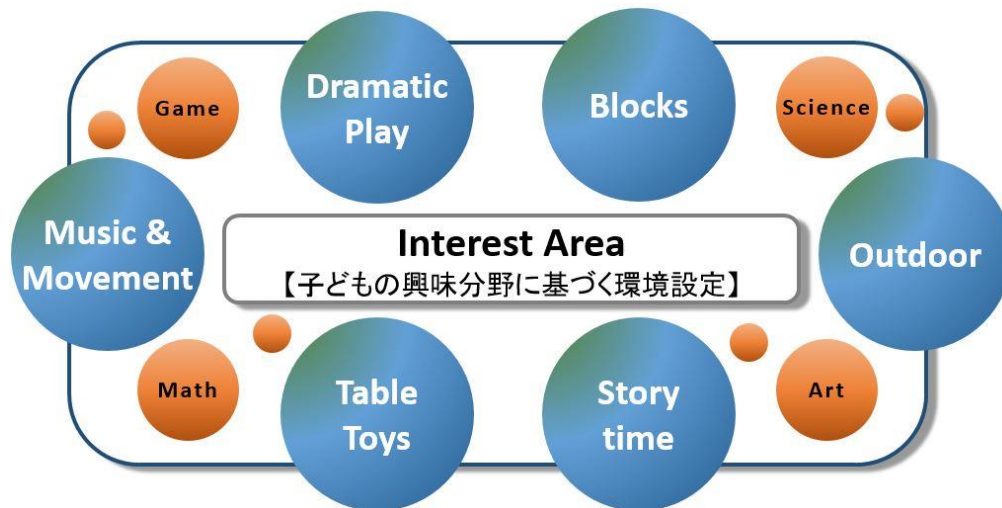 Game
Dramatic
Play
Blocks
Science
Music &
Movement
Interest Area
【子どもの興味分野に基づく環境設定】
Outdoor
Math
Table
Toys
Story
time
Art